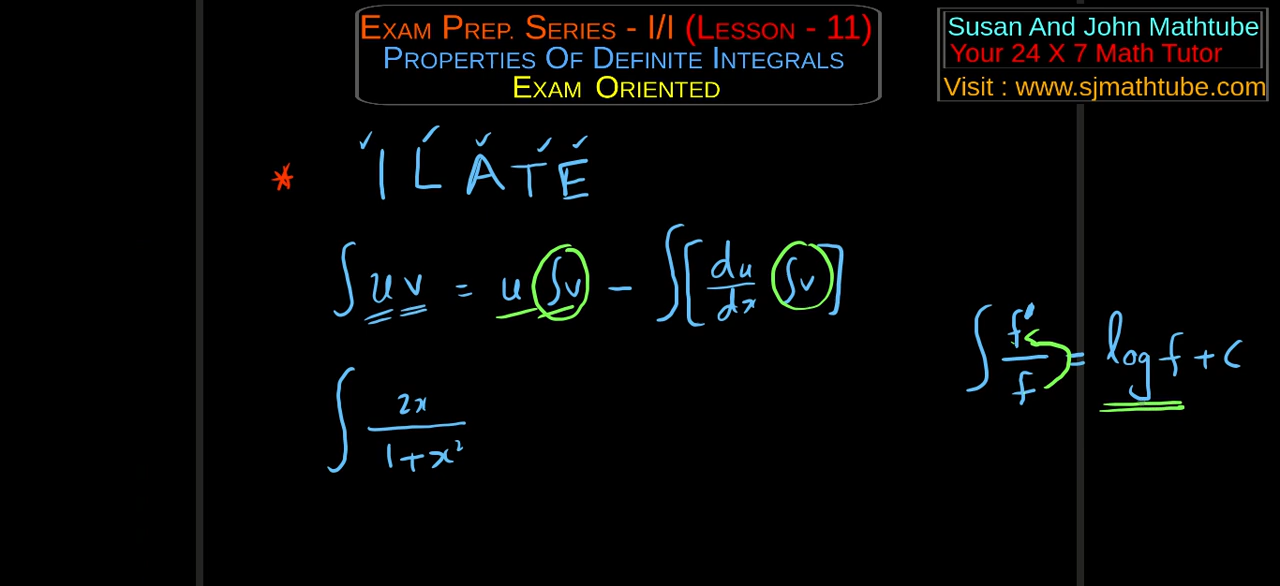 Exam Prep. Series - I/I (Lesson - 11)
Properties Of Definite Integrals
Exam Oriented
Susan And John Mathtube
Your 24 X 7 Math Tutor
Visit : www.sjmathtube.com
* ILATE
∫ u v = u ∫v - ∫[du/dx ∫v]
∫ f'/f = log f + c
∫ 2x/(1+x²)